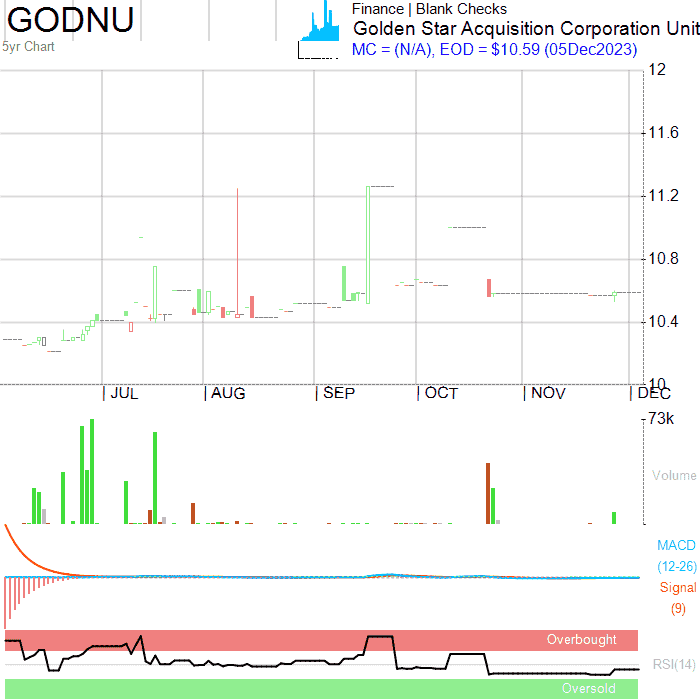 GODNU
5yr Chart
Finance | Blank Checks
Golden Star Acquisition Corporation Unit
MC = (N/A), EOD = $10.59 (05Dec2023)
12
11.6
11.2
10.8
10.4
10
JUL AUG SEP OCT NOV DEC
73k
Volume
MACD
(12-26)
Signal
(9)
Overbought
RSI(14)
Oversold